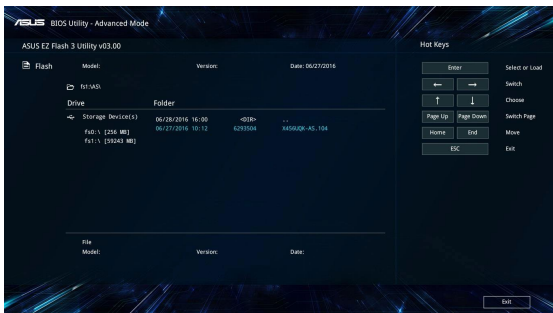 ASUS BIOS Utility - Advanced Mode
ASUS EZ Flash 3 Utility v03.00
Hot Keys
Flash
Model: Version: Date: 06/27/2016
fs1:\AS\
Drive Folder
Storage Device(s)
fs0:\ [256 MB]
fs1:\ [59243 MB]
06/28/2016 16:00 <DIR> ..
06/27/2016 10:12 6293504 X456UQK-AS.104
File
Model: Version: Date:
Enter Select or Load
← → Switch
↑ ↓ Choose
Page Up Page Down Switch Page
Home End Move
ESC Exit
Exit